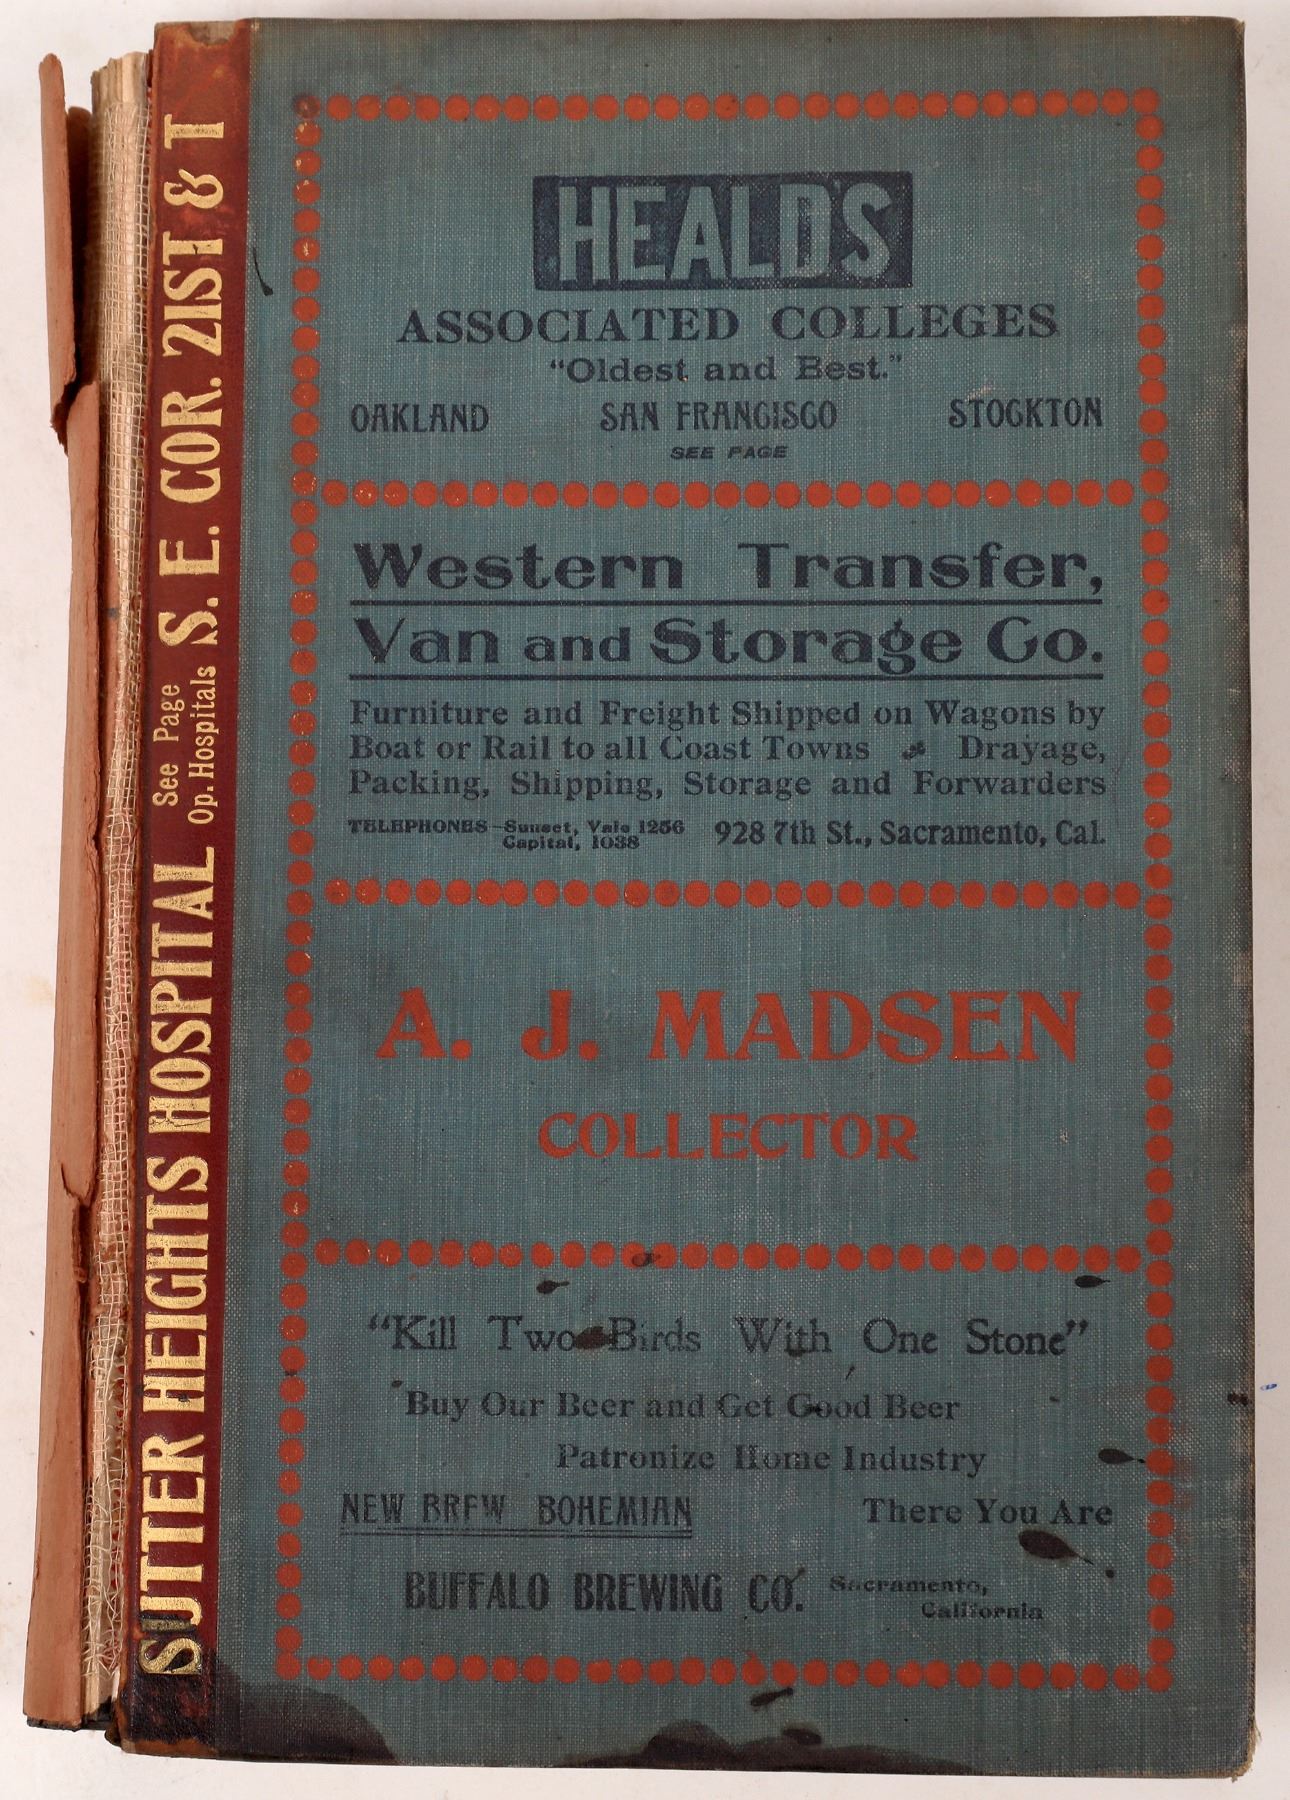 SUTTER HEIGHTS HOSPITAL See Page
Op. Hospitals S. E. COR. 21ST & T
HEALDS
ASSOCIATED COLLEGES
"Oldest and Best."
OAKLAND SAN FRANCISCO STOCKTON
SEE PAGE
Western Transfer,
Van and Storage Co.
Furniture and Freight Shipped on Wagons by
Boat or Rail to all Coast Towns Drayage,
Packing, Shipping, Storage and Forwarders
TELEPHONES—Sunset, Vale 1256
Capital, 1038
928 7th St., Sacramento, Cal.
A. J. MADSEN
COLLECTOR
"Kill Two Birds With One Stone"
Buy Our Beer and Get Good Beer
Patronize Home Industry
NEW BREW BOHEMIAN There You Are
BUFFALO BREWING CO. Sacramento,
California